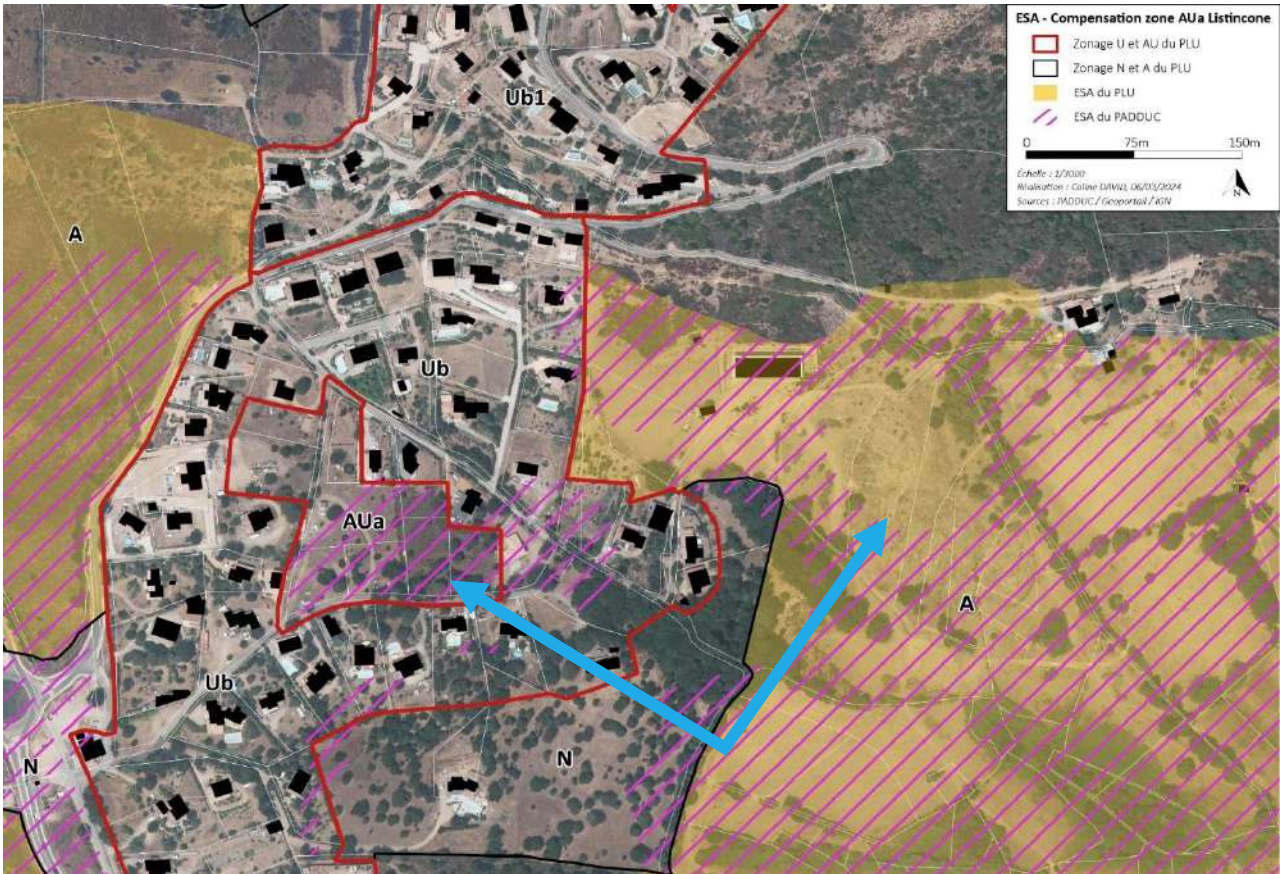 ESA - Compensation zone AUa Listincone
Zonage U et AU du PLU
Zonage N et A du PLU
ESA du PLU
ESA du PADDUC
0 75m 150m
Échelle : 1/3000
Réalisation : Coline DAVID, 06/03/2024
Sources : PADDUC / Geoportail / IGN
N
Ub1
A
Ub
AUa
A
Ub
N
N